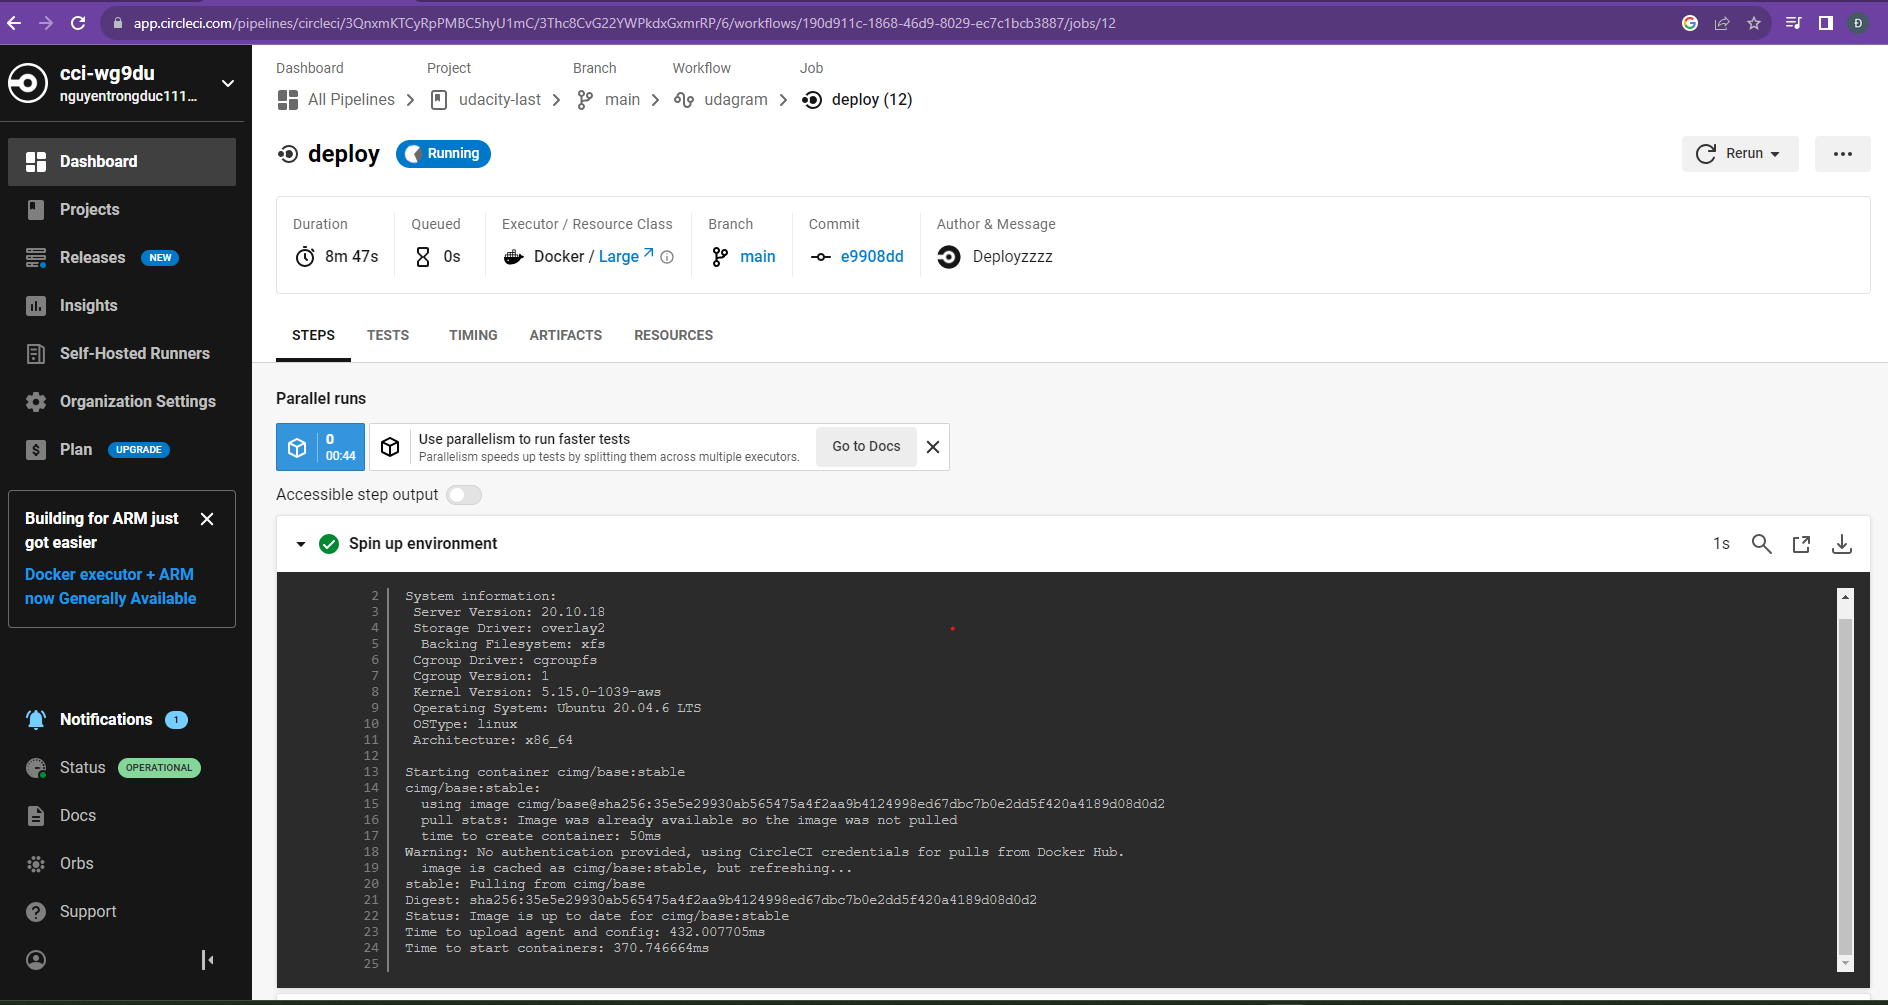 app.circleci.com/pipelines/circleci/3QnxmKTCyRpPMBC5hyU1mC/3Thc8CvG22YWPkdxGxmrRP/6/workflows/190d911c-1868-46d9-8029-ec7c1bcb3887/jobs/12
Đ
cci-wg9du
nguyentrongduc111...
Dashboard
Projects
Releases NEW
Insights
Self-Hosted Runners
Organization Settings
Plan UPGRADE
Building for ARM just
got easier
Docker executor + ARM
now Generally Available
Notifications 1
Status OPERATIONAL
Docs
Orbs
Support
Dashboard Project Branch Workflow Job
All Pipelines udacity-last main udagram deploy (12)
deploy Running
Rerun
Duration Queued Executor / Resource Class Branch Commit Author & Message
8m 47s 0s Docker / Large main e9908dd Deployzzzz
STEPS TESTS TIMING ARTIFACTS RESOURCES
Parallel runs
0
00:44
Use parallelism to run faster tests
Parallelism speeds up tests by splitting them across multiple executors.
Go to Docs
Accessible step output
Spin up environment 1s
2 System information:
3 Server Version: 20.10.18
4 Storage Driver: overlay2
5 Backing Filesystem: xfs
6 Cgroup Driver: cgroupfs
7 Cgroup Version: 1
8 Kernel Version: 5.15.0-1039-aws
9 Operating System: Ubuntu 20.04.6 LTS
10 OSType: linux
11 Architecture: x86_64
12
13 Starting container cimg/base:stable
14 cimg/base:stable:
15 using image cimg/base@sha256:35e5e29930ab565475a4f2aa9b4124998ed67dbc7b0e2dd5f420a4189d08d0d2
16 pull stats: Image was already available so the image was not pulled
17 time to create container: 50ms
18 Warning: No authentication provided, using CircleCI credentials for pulls from Docker Hub.
19 image is cached as cimg/base:stable, but refreshing...
20 stable: Pulling from cimg/base
21 Digest: sha256:35e5e29930ab565475a4f2aa9b4124998ed67dbc7b0e2dd5f420a4189d08d0d2
22 Status: Image is up to date for cimg/base:stable
23 Time to upload agent and config: 432.007705ms
24 Time to start containers: 370.746664ms
25